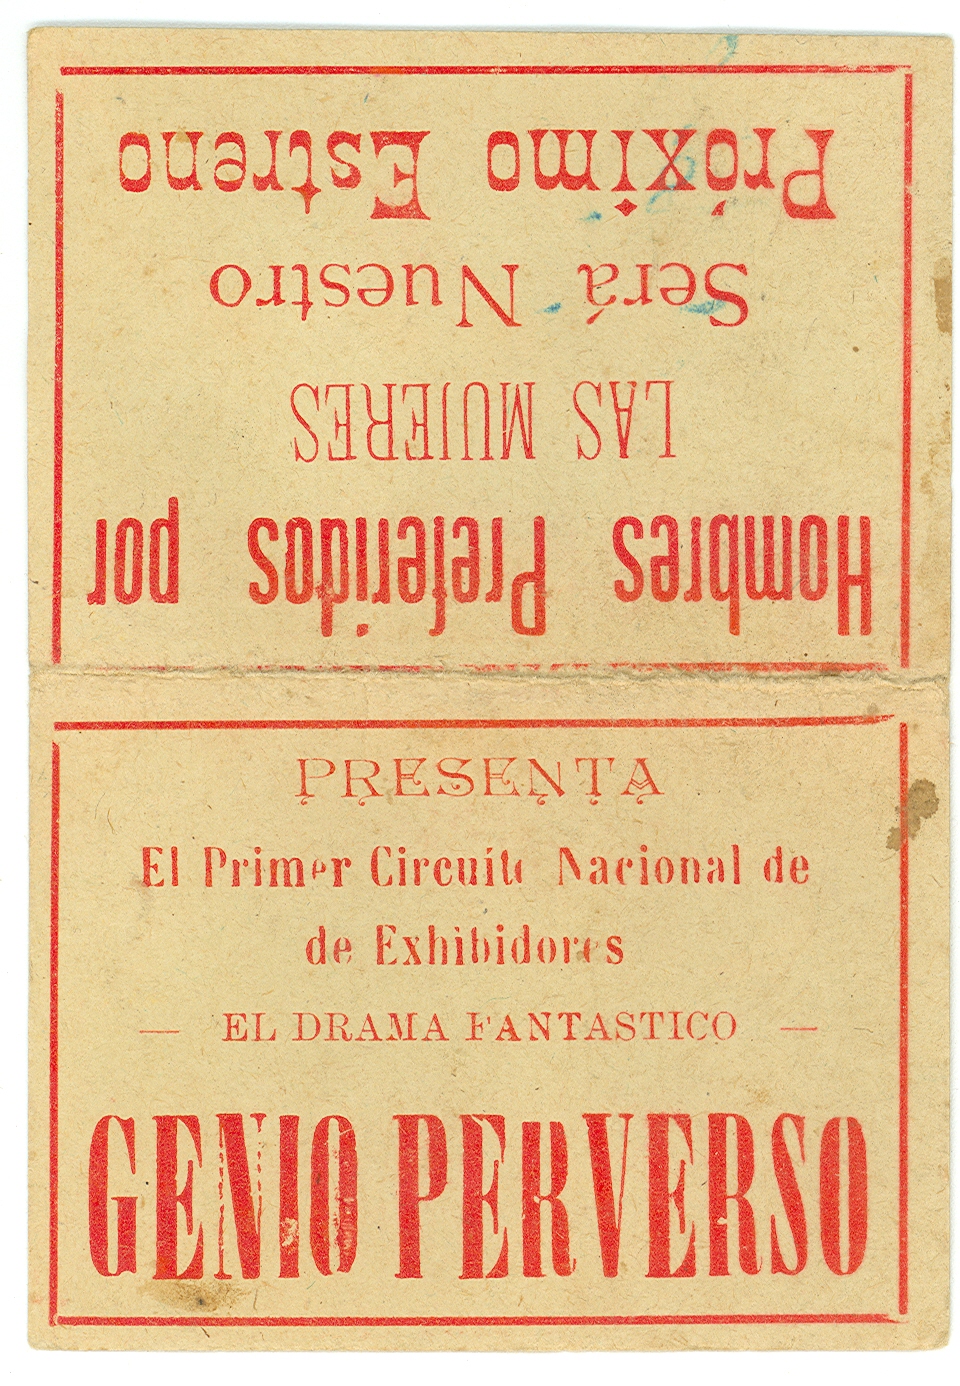 Hombres Preferidos por
LAS MUJERES
Será Nuestro
Próximo Estreno
PRESENTA
El Primer Circuíto Nacional de
de Exhibidores
— EL DRAMA FANTASTICO —
GENIO PERVERSO